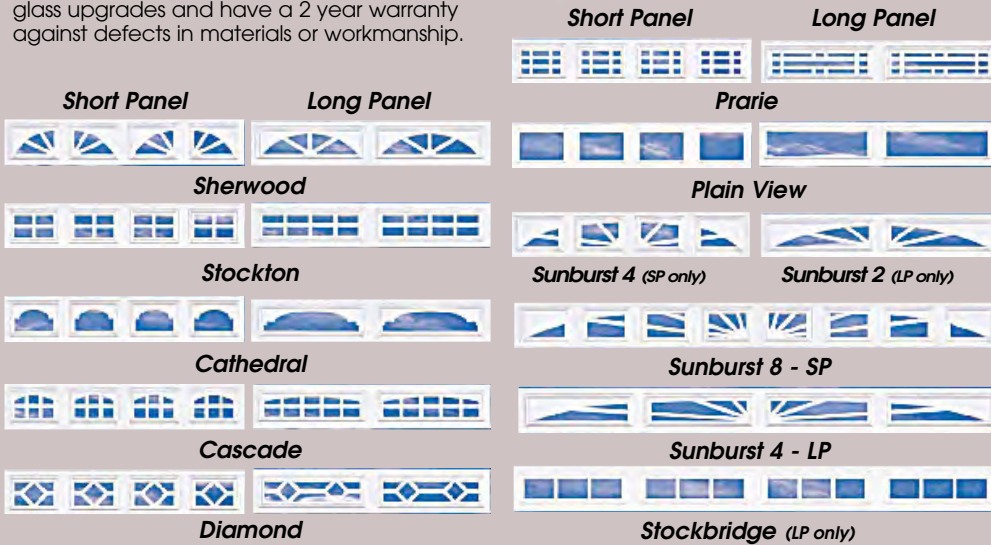 glass upgrades and have a 2 year warranty
against defects in materials or workmanship.
Short Panel Long Panel
Sherwood
Stockton
Cathedral
Cascade
Diamond
Short Panel Long Panel
Prarie
Plain View
Sunburst 4 (SP only) Sunburst 2 (LP only)
Sunburst 8 - SP
Sunburst 4 - LP
Stockbridge (LP only)